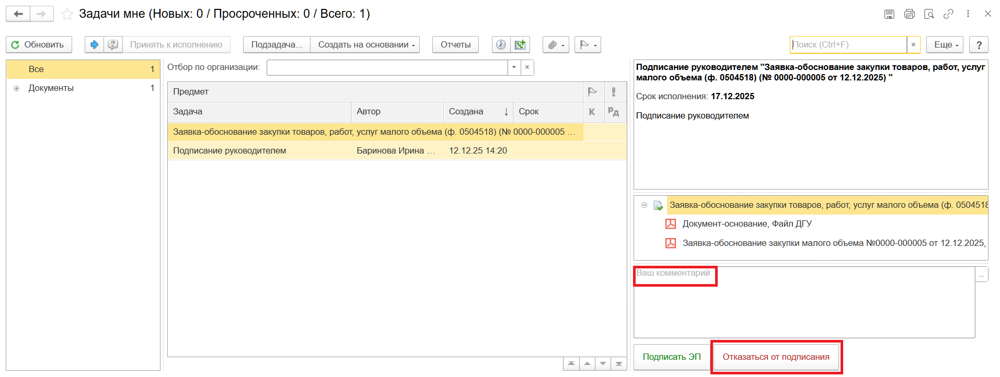 Задачи мне (Новых: 0 / Просроченных: 0 / Всего: 1)
Обновить
Принять к исполнению
Подзадача...
Создать на основании
Отчеты
Поиск (Ctrl+F)
×
Еще
?
Все 1
Документы 1
Отбор по организации:
×
Предмет
Задача Автор Создана ↓ Срок К Рд
Заявка-обоснование закупки товаров, работ, услуг малого объема (ф. 0504518) (№ 0000-000005 ...
Подписание руководителем Баринова Ирина ... 12.12.25 14:20
Подписание руководителем "Заявка-обоснование закупки товаров, работ, услуг
малого объема (ф. 0504518) (№ 0000-000005 от 12.12.2025) "
Срок исполнения: 17.12.2025
Подписание руководителем
Заявка-обоснование закупки товаров, работ, услуг малого объема (ф. 0504518
Документ-основание, Файл ДГУ
Заявка-обоснование закупки малого объема №0000-000005 от 12.12.2025,
Ваш комментарий
...
Подписать ЭП
Отказаться от подписания